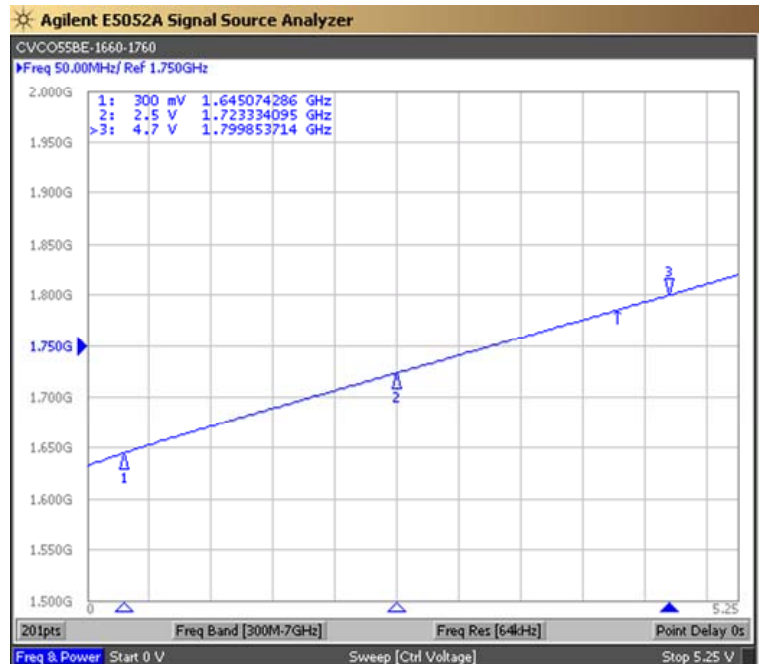 Agilent E5052A Signal Source Analyzer
CVCO55BE-1660-1760
▶Freq 50.00MHz/ Ref 1.750GHz
2.000G
1: 300 mV 1.645074286 GHz
2: 2.5 V 1.723334095 GHz
>3: 4.7 V 1.799853714 GHz
1.950G
1.900G
1.850G
3
1.800G
1.750G
1.700G
2
1.650G
1
1.600G
1.550G
1.500G
0 5.25
201pts Freq Band [300M-7GHz] Freq Res [64kHz] Point Delay 0s
Freq & Power Start 0 V Sweep [Ctrl Voltage] Stop 5.25 V